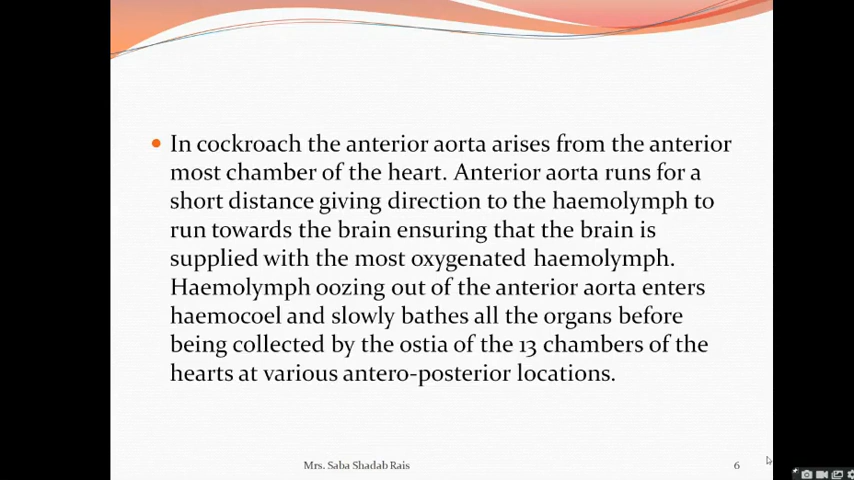 In cockroach the anterior aorta arises from the anterior
most chamber of the heart. Anterior aorta runs for a
short distance giving direction to the haemolymph to
run towards the brain ensuring that the brain is
supplied with the most oxygenated haemolymph.
Haemolymph oozing out of the anterior aorta enters
haemocoel and slowly bathes all the organs before
being collected by the ostia of the 13 chambers of the
hearts at various antero-posterior locations.
Mrs. Saba Shadab Rais
6